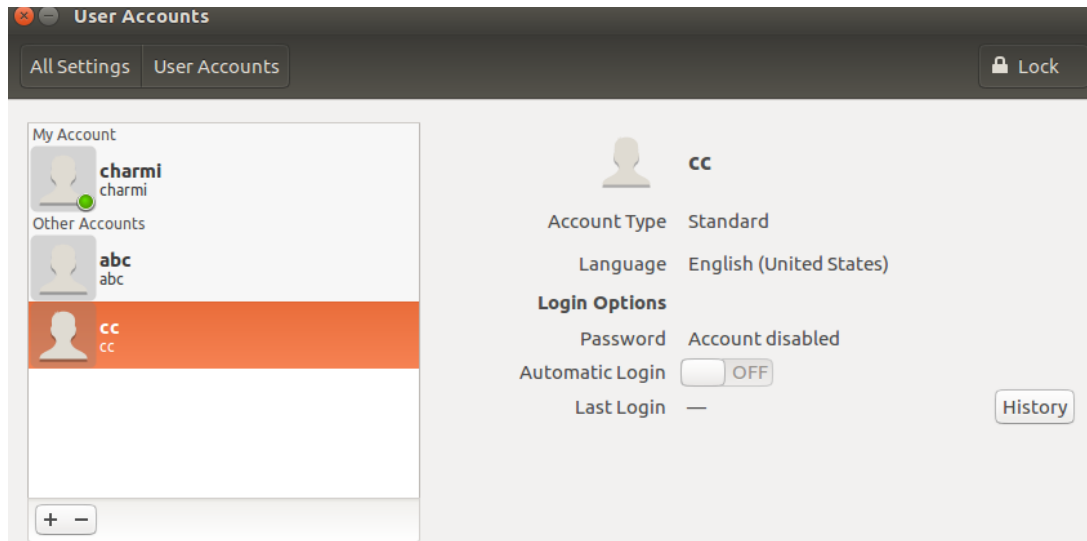 User Accounts
All Settings User Accounts Lock
My Account
charmi
charmi
Other Accounts
abc
abc
cc
cc
cc
Account Type Standard
Language English (United States)
Login Options
Password Account disabled
Automatic Login OFF
Last Login — History
+ −